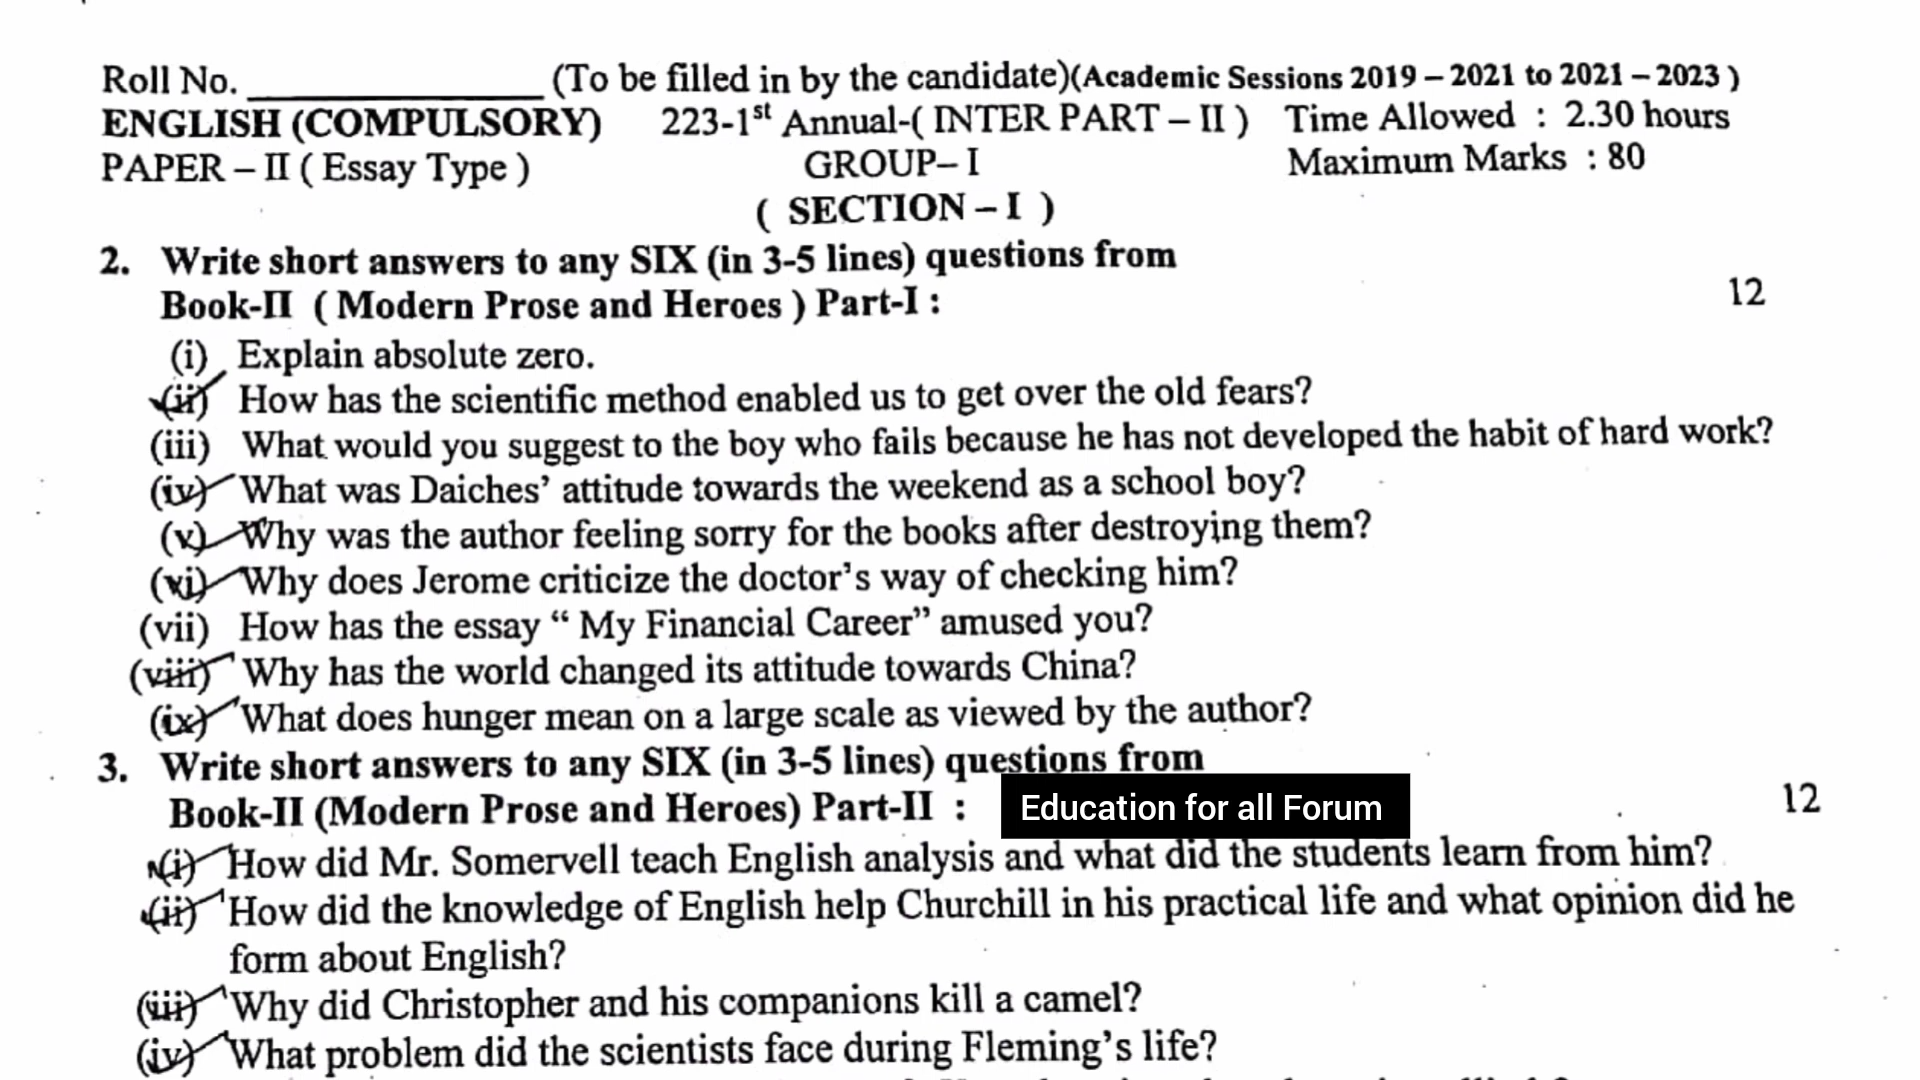 Roll No. ______________ (To be filled in by the candidate)(Academic Sessions 2019 – 2021 to 2021 – 2023 )
ENGLISH (COMPULSORY) 223-1st Annual-( INTER PART – II ) Time Allowed : 2.30 hours
PAPER – II ( Essay Type ) GROUP– I Maximum Marks : 80
( SECTION – I )
2. Write short answers to any SIX (in 3-5 lines) questions from
Book-II ( Modern Prose and Heroes ) Part-I : 12
(i) Explain absolute zero.
(ii) How has the scientific method enabled us to get over the old fears?
(iii) What would you suggest to the boy who fails because he has not developed the habit of hard work?
(iv) What was Daiches’ attitude towards the weekend as a school boy?
(v) Why was the author feeling sorry for the books after destroying them?
(vi) Why does Jerome criticize the doctor’s way of checking him?
(vii) How has the essay “ My Financial Career” amused you?
(viii) Why has the world changed its attitude towards China?
(ix) What does hunger mean on a large scale as viewed by the author?
3. Write short answers to any SIX (in 3-5 lines) questions from
Book-II (Modern Prose and Heroes) Part-II : 12
Education for all Forum
(i) How did Mr. Somervell teach English analysis and what did the students learn from him?
(ii) How did the knowledge of English help Churchill in his practical life and what opinion did he
form about English?
(iii) Why did Christopher and his companions kill a camel?
(iv) What problem did the scientists face during Fleming’s life?